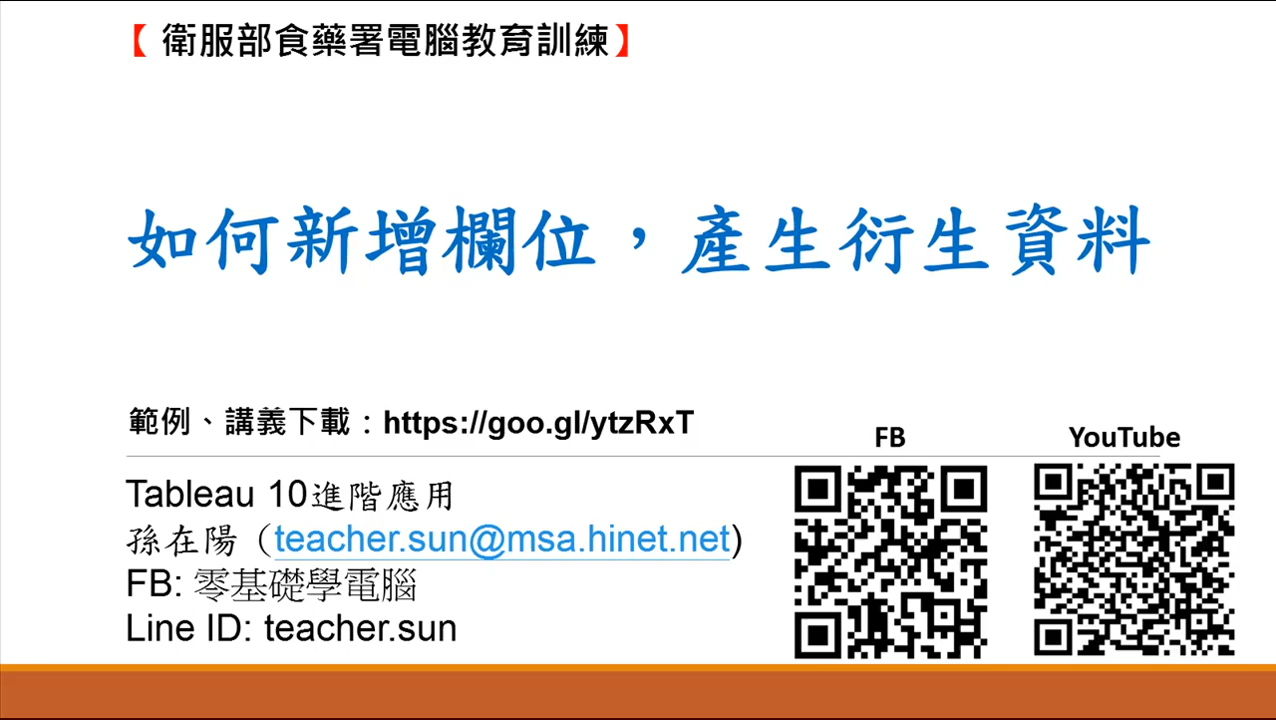 【 衛服部食藥署電腦教育訓練】
如何新增欄位，產生衍生資料
範例、講義下載：https://goo.gl/ytzRxT
FB
YouTube
Tableau 10進階應用
孫在陽（teacher.sun@msa.hinet.net)
FB: 零基礎學電腦
Line ID: teacher.sun